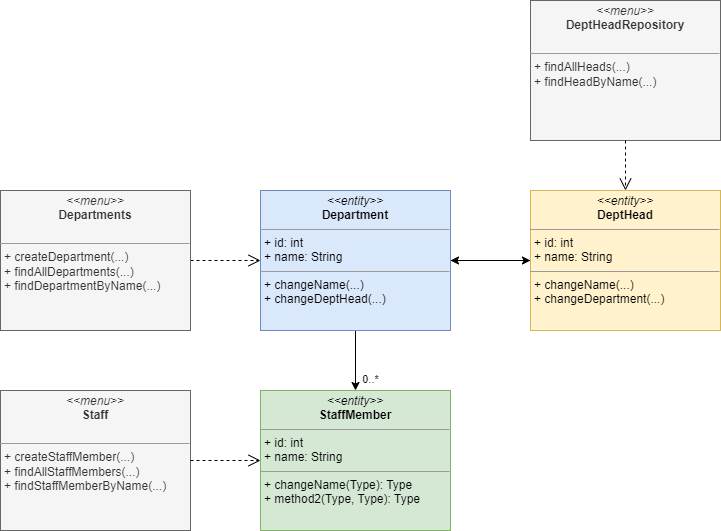 <<menu>>
DeptHeadRepository
+ findAllHeads(...)
+ findHeadByName(...)
<<menu>>
Departments
+ createDepartment(...)
+ findAllDepartments(...)
+ findDepartmentByName(...)
<<entity>>
Department
+ id: int
+ name: String
+ changeName(...)
+ changeDeptHead(...)
<<entity>>
DeptHead
+ id: int
+ name: String
+ changeName(...)
+ changeDepartment(...)
0..*
<<menu>>
Staff
+ createStaffMember(...)
+ findAllStaffMembers(...)
+ findStaffMemberByName(...)
<<entity>>
StaffMember
+ id: int
+ name: String
+ changeName(Type): Type
+ method2(Type, Type): Type